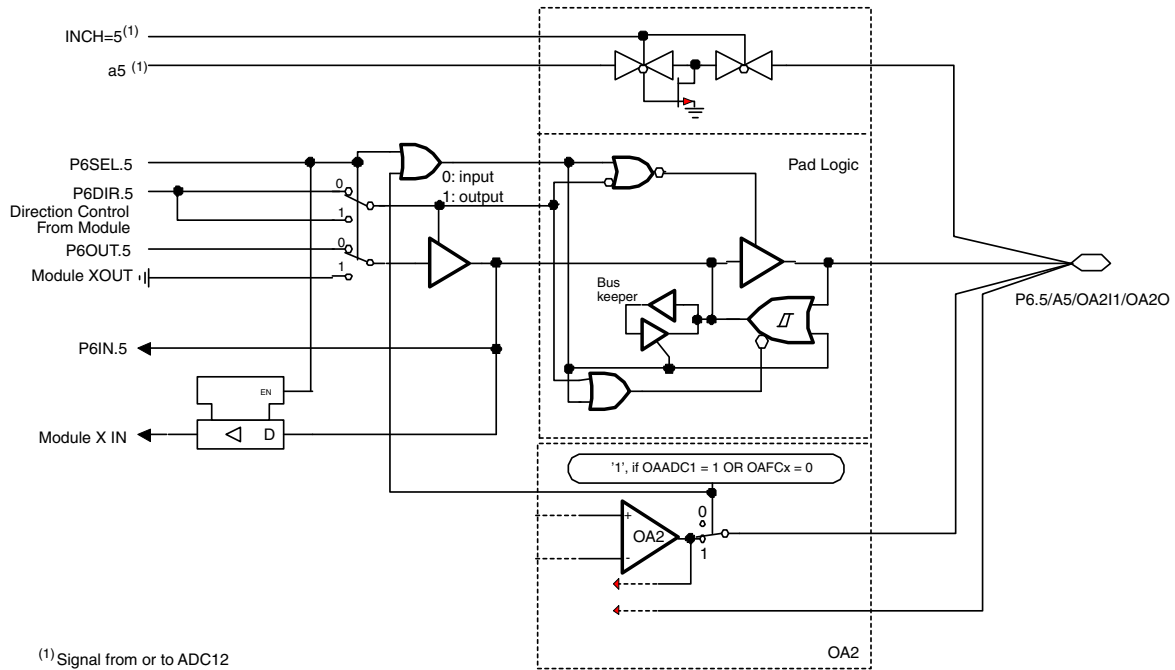 INCH=5(1)
a5 (1)
P6SEL.5
P6DIR.5
Direction Control
From Module
P6OUT.5
Module XOUT
P6IN.5
Module X IN
EN
D
0
1
0
1
0: input
1: output
Pad Logic
Bus
keeper
P6.5/A5/OA2I1/OA2O
'1', if OAADC1 = 1 OR OAFCx = 0
+
OA2
-
0
1
OA2
(1) Signal from or to ADC12